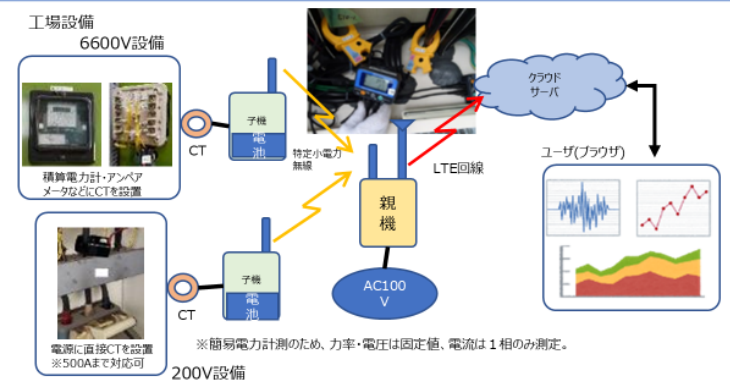 工場設備
6600V設備
積算電力計・アンペア
メータなどにCTを設置
CT
子機
電池
特定小電力
無線
親機
AC100
V
LTE回線
クラウド
サーバ
ユーザ(ブラウザ)
電源に直接CTを設置
※500Aまで対応可
CT
子機
電池
※簡易電力計測のため、力率・電圧は固定値、電流は１相のみ測定。
200V設備